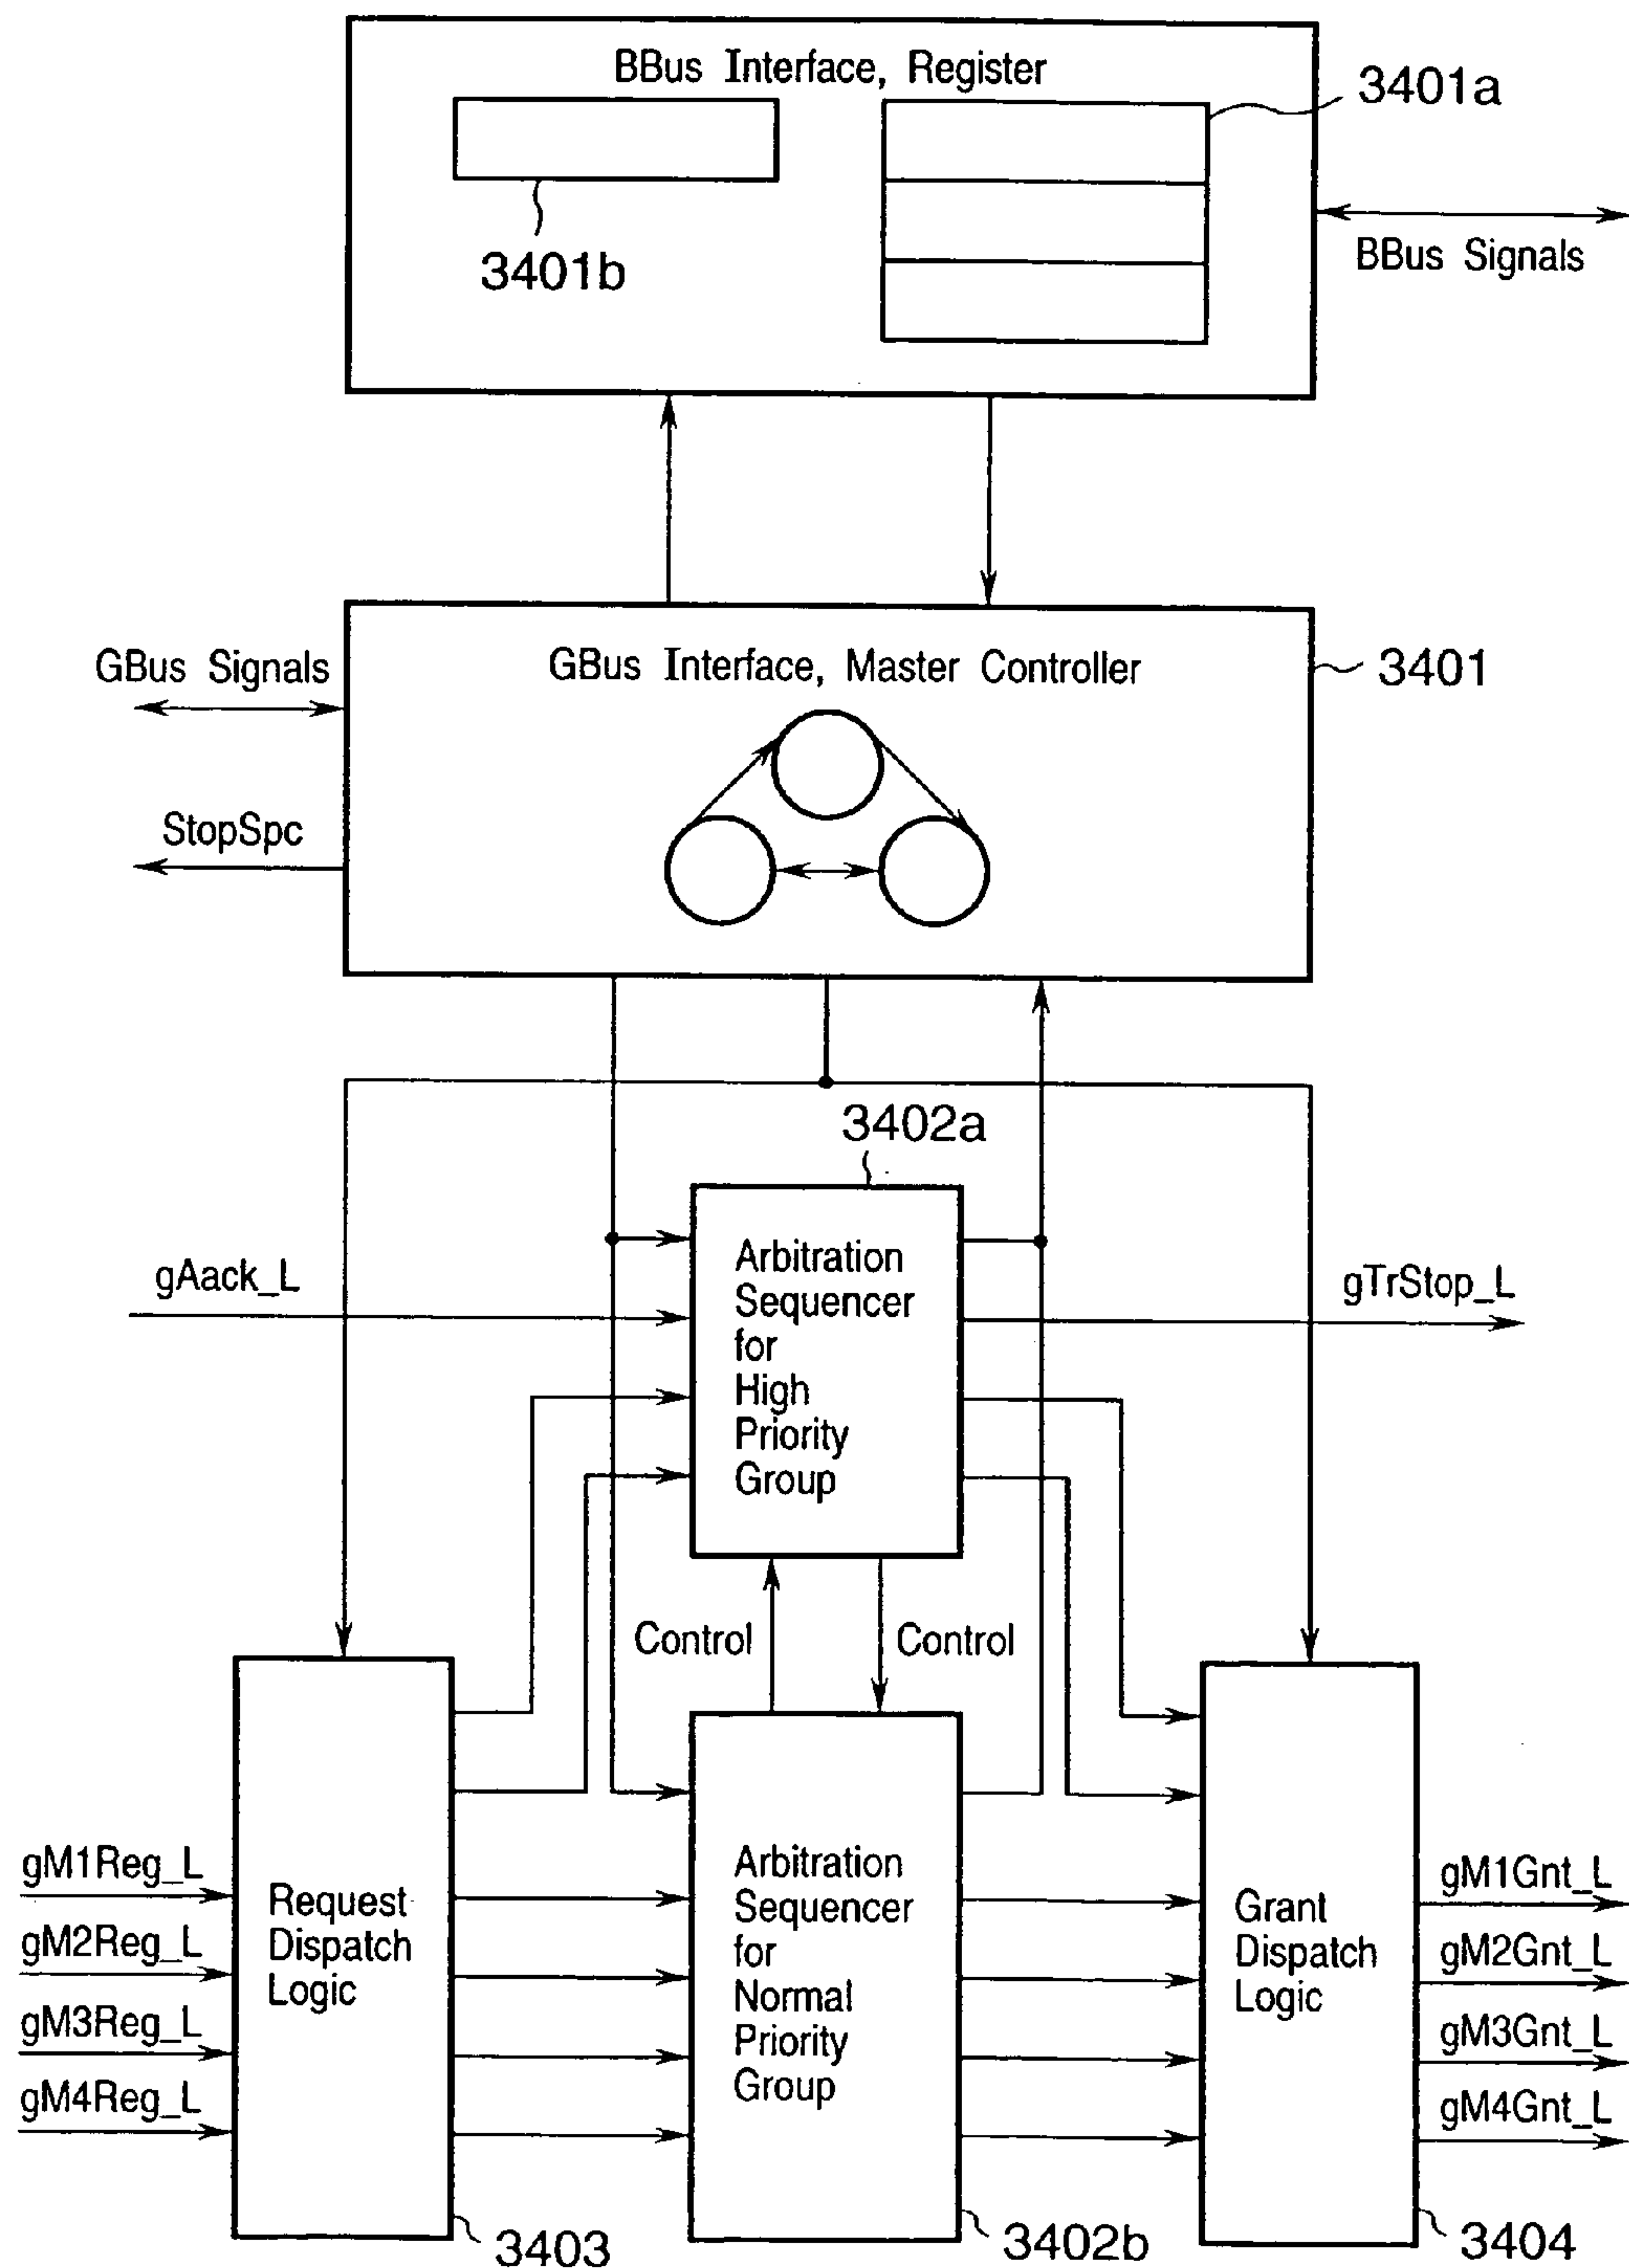 BBus Interface, Register
3401a
3401b
BBus Signals
GBus Signals
GBus Interface, Master Controller
3401
StopSpc
3402a
gAack_L
Arbitration
Sequencer
for
High
Priority
Group
gTrStop_L
Control
Control
gM1Reg_L
gM2Reg_L
gM3Reg_L
gM4Reg_L
Request
Dispatch
Logic
Arbitration
Sequencer
for
Normal
Priority
Group
Grant
Dispatch
Logic
gM1Gnt_L
gM2Gnt_L
gM3Gnt_L
gM4Gnt_L
3403
3402b
3404